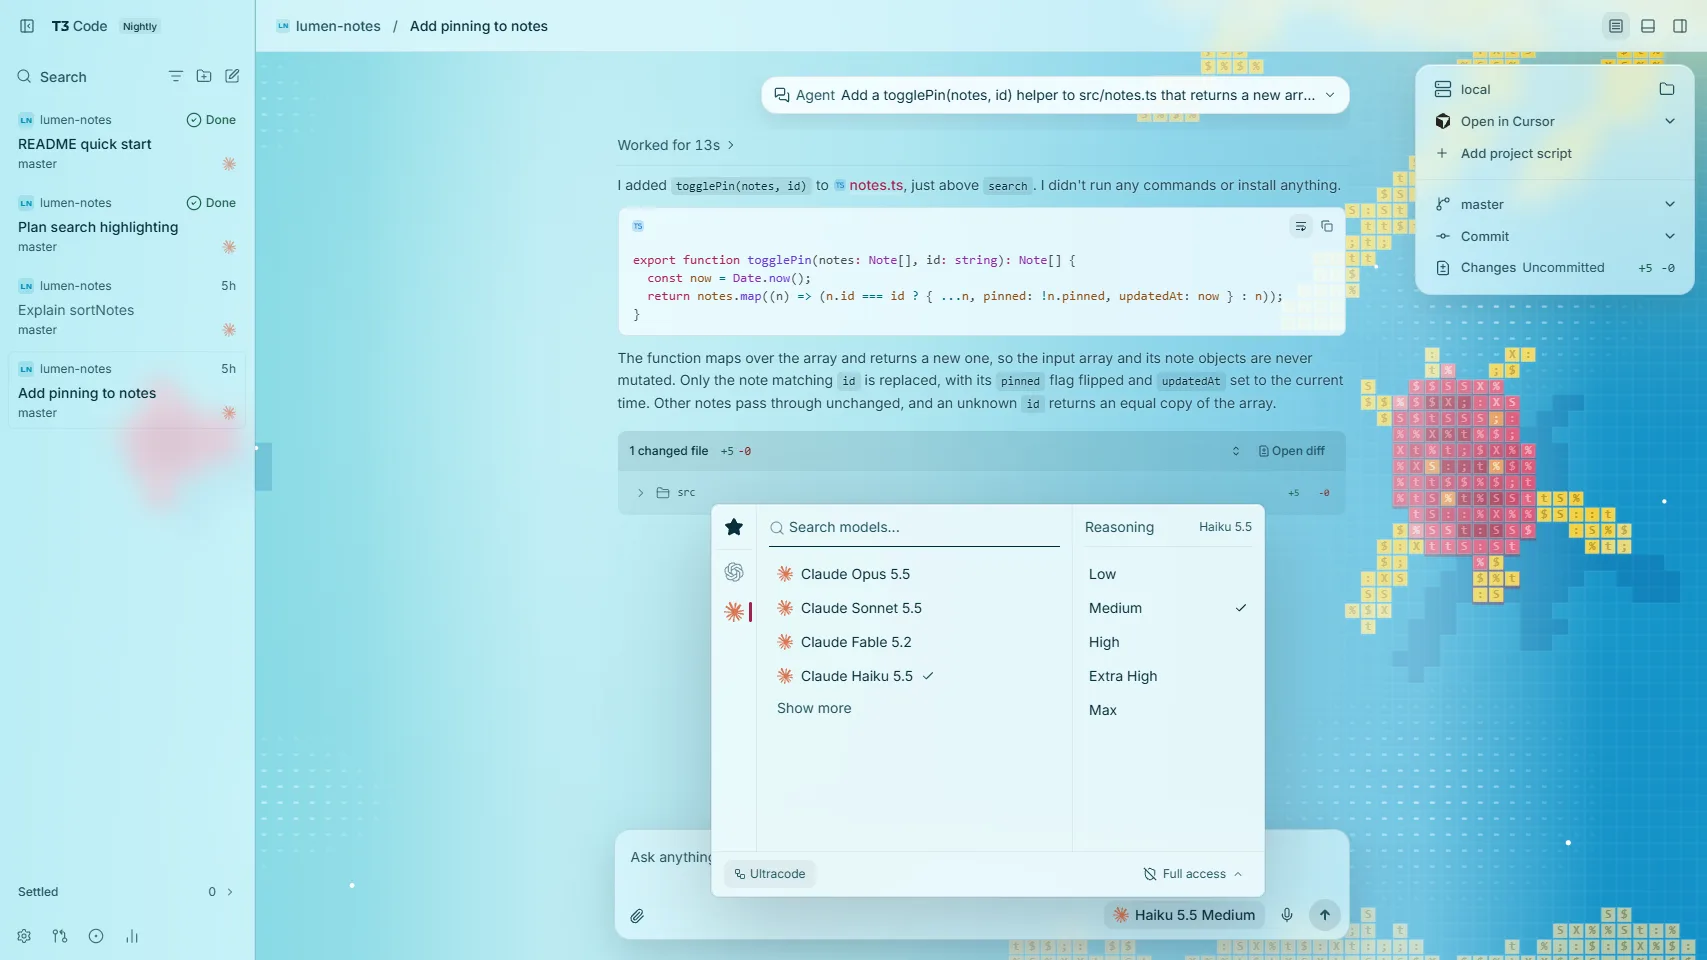 T3 Code Nightly
Search
LN lumen-notes Done
README quick start
master
LN lumen-notes Done
Plan search highlighting
master
LN lumen-notes 5h
Explain sortNotes
master
LN lumen-notes 5h
Add pinning to notes
master
Settled 0
LN lumen-notes / Add pinning to notes
Agent Add a togglePin(notes, id) helper to src/notes.ts that returns a new arr...
Worked for 13s
I added togglePin(notes, id) to TS notes.ts, just above search. I didn't run any commands or install anything.
TS
export function togglePin(notes: Note[], id: string): Note[] {
const now = Date.now();
return notes.map((n) => (n.id === id ? { ...n, pinned: !n.pinned, updatedAt: now } : n));
}
The function maps over the array and returns a new one, so the input array and its note objects are never
mutated. Only the note matching id is replaced, with its pinned flag flipped and updatedAt set to the current
time. Other notes pass through unchanged, and an unknown id returns an equal copy of the array.
1 changed file +5 -0 Open diff
src +5 -0
Search models...
Claude Opus 5.5
Claude Sonnet 5.5
Claude Fable 5.2
Claude Haiku 5.5
Show more
Reasoning Haiku 5.5
Low
Medium
High
Extra High
Max
Ultracode Full access
Ask anything
Haiku 5.5 Medium
local
Open in Cursor
Add project script
master
Commit
Changes Uncommitted +5 -0